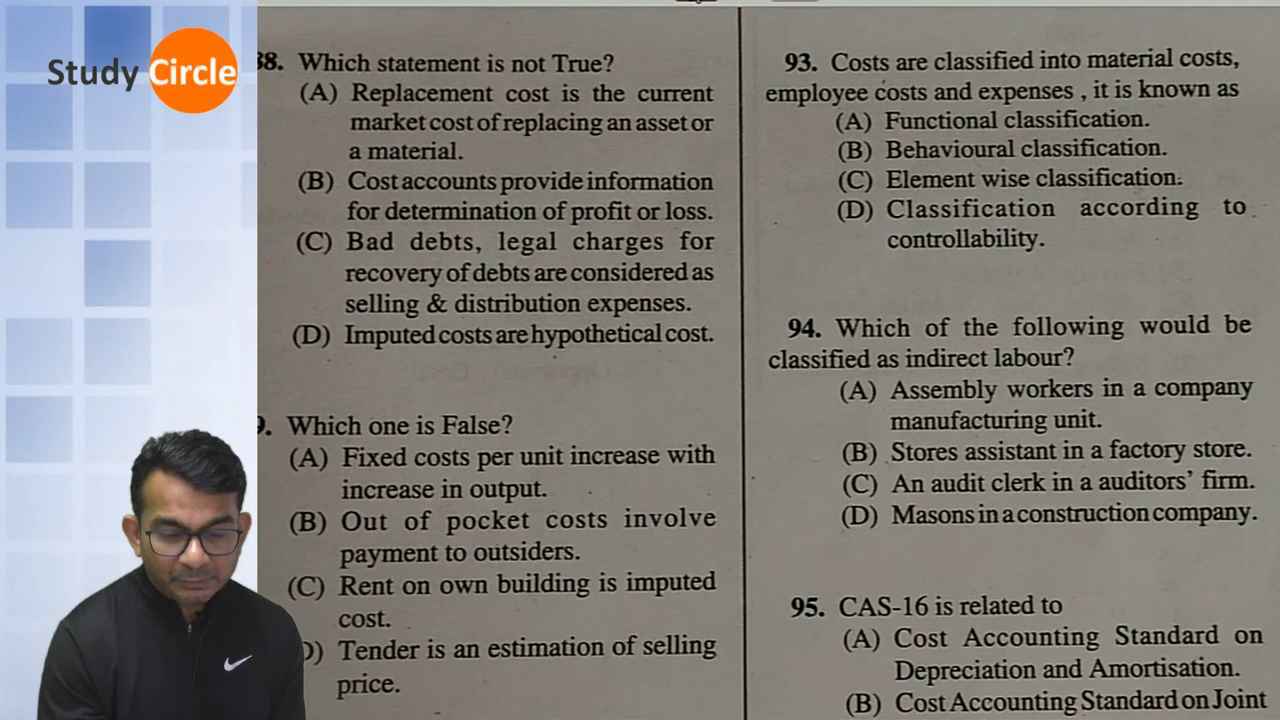 Study Circle
88. Which statement is not True?
(A) Replacement cost is the current
market cost of replacing an asset or
a material.
(B) Cost accounts provide information
for determination of profit or loss.
(C) Bad debts, legal charges for
recovery of debts are considered as
selling & distribution expenses.
(D) Imputed costs are hypothetical cost.
9. Which one is False?
(A) Fixed costs per unit increase with
increase in output.
(B) Out of pocket costs involve
payment to outsiders.
(C) Rent on own building is imputed
cost.
D) Tender is an estimation of selling
price.
93. Costs are classified into material costs,
employee costs and expenses , it is known as
(A) Functional classification.
(B) Behavioural classification.
(C) Element wise classification.
(D) Classification according to
controllability.
94. Which of the following would be
classified as indirect labour?
(A) Assembly workers in a company
manufacturing unit.
(B) Stores assistant in a factory store.
(C) An audit clerk in a auditors' firm.
(D) Masons in a construction company.
95. CAS-16 is related to
(A) Cost Accounting Standard on
Depreciation and Amortisation.
(B) Cost Accounting Standard on Joint